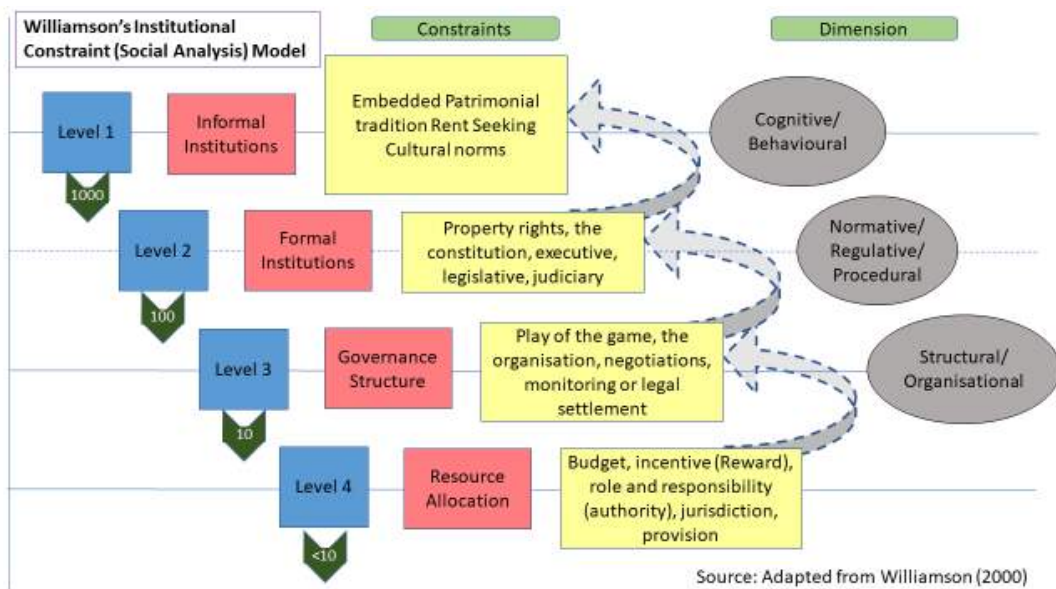 Williamson's Institutional
Constraint (Social Analysis) Model
Constraints
Dimension
Level 1
Informal
Institutions
Embedded Patrimonial
tradition Rent Seeking
Cultural norms
Cognitive/
Behavioural
1000
Level 2
Formal
Institutions
Property rights, the
constitution, executive,
legislative, judiciary
Normative/
Regulative/
Procedural
100
Level 3
Governance
Structure
Play of the game, the
organisation, negotiations,
monitoring or legal
settlement
Structural/
Organisational
10
Level 4
Resource
Allocation
Budget, incentive (Reward),
role and responsibility
(authority), jurisdiction,
provision
<10
Source: Adapted from Williamson (2000)